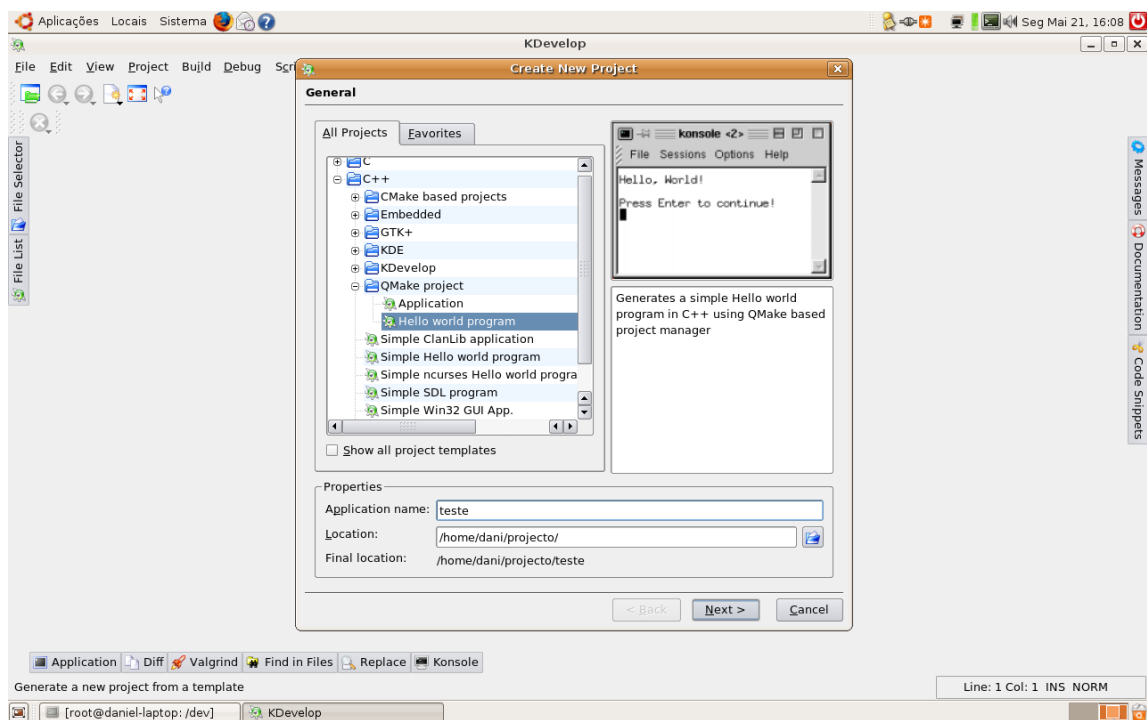 Aplicações Locais Sistema Seg Mai 21, 16:08
KDevelop
File Edit View Project Build Debug Scri
Create New Project
General
All Projects Favorites
C
C++
CMake based projects
Embedded
GTK+
KDE
KDevelop
QMake project
Application
Hello world program
Simple ClanLib application
Simple Hello world program
Simple ncurses Hello world progra
Simple SDL program
Simple Win32 GUI App.
Show all project templates
konsole <2>
File Sessions Options Help
Hello, World!
Press Enter to continue!
Generates a simple Hello world
program in C++ using QMake based
project manager
Properties
Application name: teste
Location: /home/dani/projecto/
Final location: /home/dani/projecto/teste
< Back Next > Cancel
File Selector
File List
Messages
Documentation
Code Snippets
Application Diff Valgrind Find in Files Replace Konsole
Generate a new project from a template Line: 1 Col: 1 INS NORM
[root@daniel-laptop: /dev] KDevelop